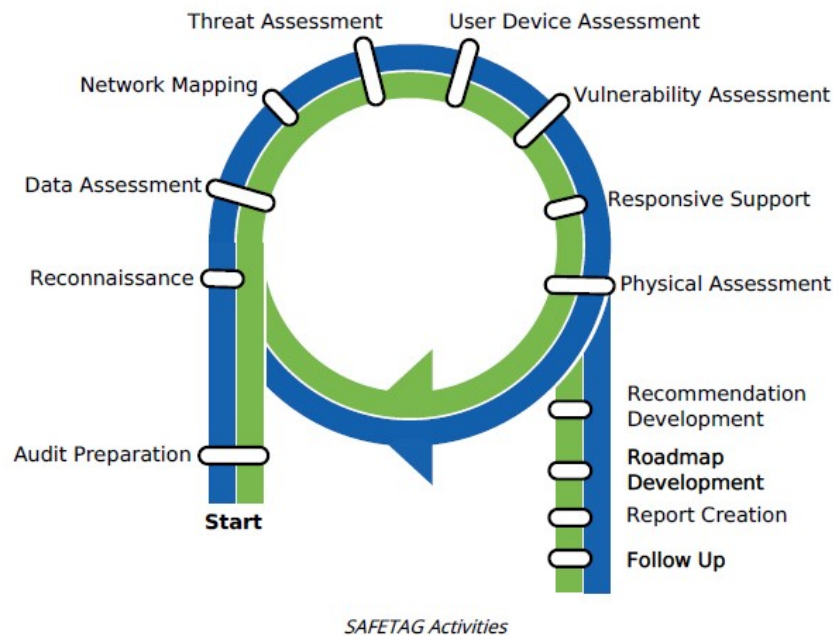 Threat Assessment
User Device Assessment
Network Mapping
Vulnerability Assessment
Data Assessment
Responsive Support
Reconnaissance
Physical Assessment
Recommendation
Development
Audit Preparation
Roadmap
Development
Start
Report Creation
Follow Up
SAFETAG Activities